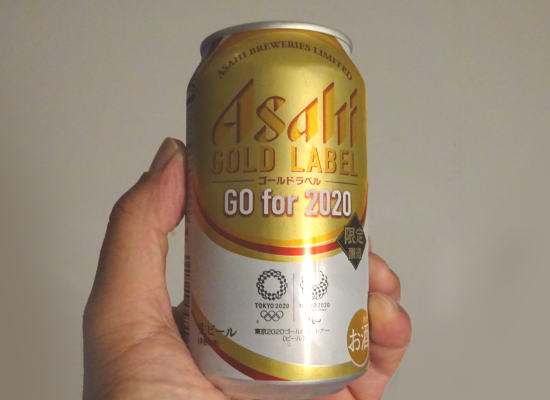 ASAHI BREWERIES LIMITED
Asahi
GOLD LABEL
ゴールドラベル
GO for 2020
限定
醸造
TOKYO 2020
TOKYO 2020
東京2020ゴールド
(ビール)
ビール
お酒